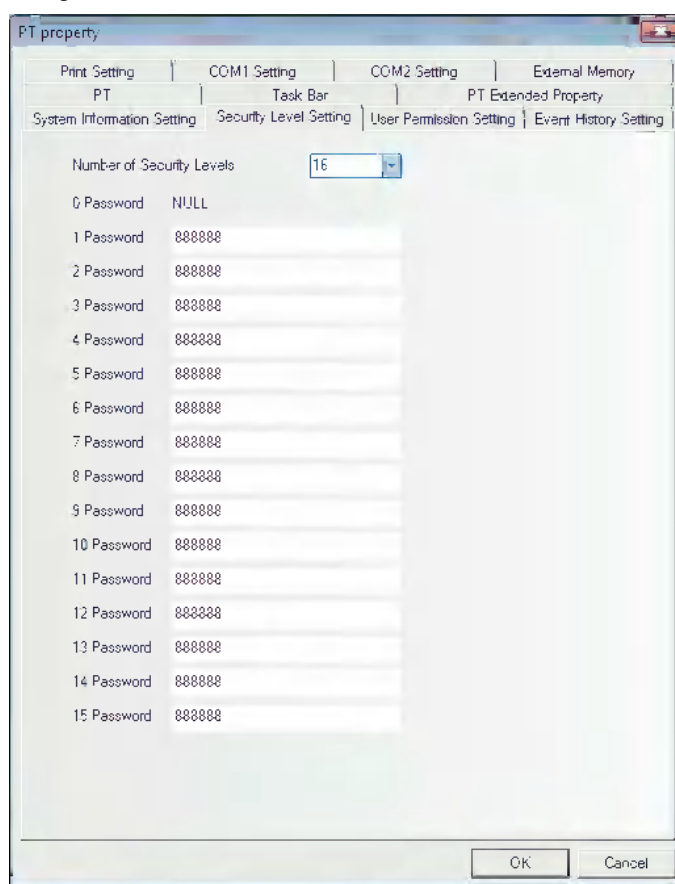 PT property
Print Setting COM1 Setting COM2 Setting External Memory
PT Task Bar PT Extended Property
System Information Setting Security Level Setting User Permission Setting Event History Setting
Number of Security Levels 16
0 Password NULL
1 Password 888888
2 Password 888888
3 Password 888888
4 Password 888888
5 Password 888888
6 Password 888888
7 Password 888888
8 Password 888888
9 Password 888888
10 Password 888888
11 Password 888888
12 Password 888888
13 Password 888888
14 Password 888888
15 Password 888888
OK Cancel